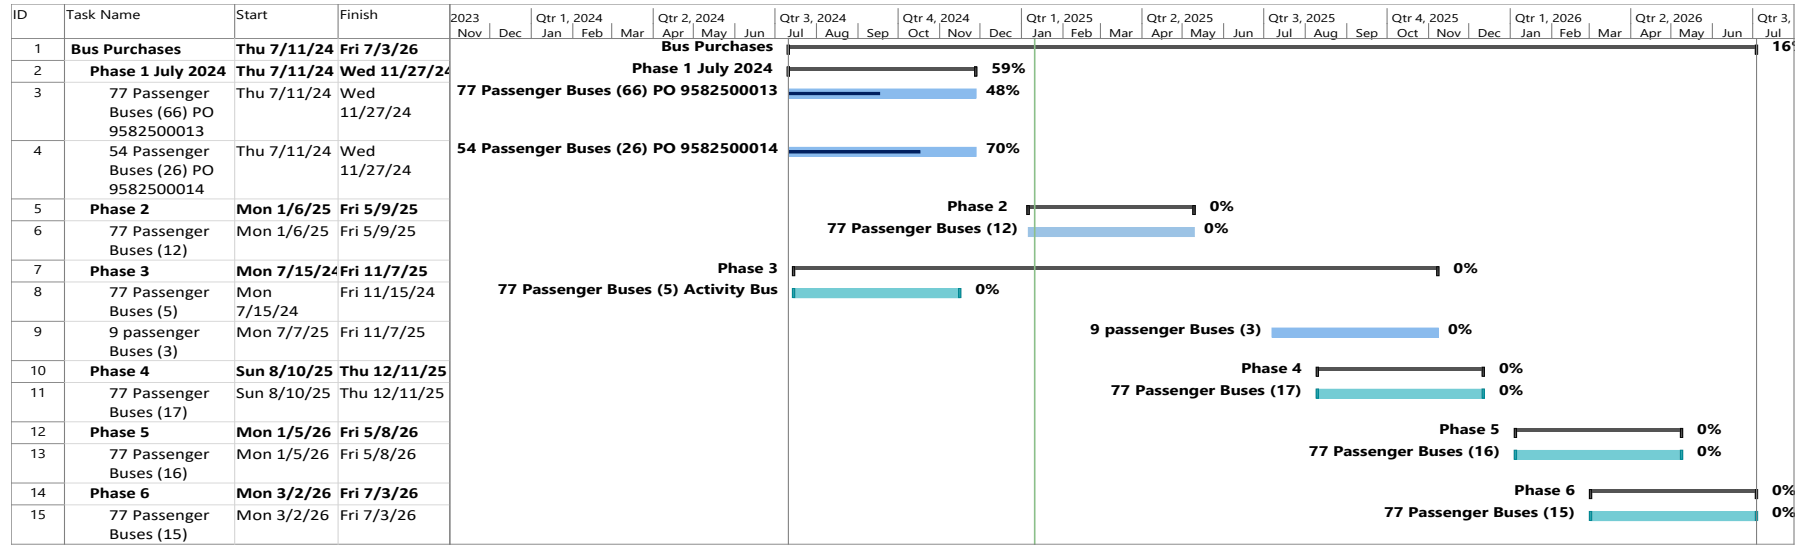 ID Task Name Start Finish 2023 Qtr 1, 2024 Qtr 2, 2024 Qtr 3, 2024 Qtr 4, 2024 Qtr 1, 2025 Qtr 2, 2025 Qtr 3, 2025 Qtr 4, 2025 Qtr 1, 2026 Qtr 2, 2026 Qtr 3,
Nov Dec Jan Feb Mar Apr May Jun Jul Aug Sep Oct Nov Dec Jan Feb Mar Apr May Jun Jul Aug Sep Oct Nov Dec Jan Feb Mar Apr May Jun Jul
1 Bus Purchases Thu 7/11/24 Fri 7/3/26 Bus Purchases 16%
2 Phase 1 July 2024 Thu 7/11/24 Wed 11/27/24 Phase 1 July 2024 59%
3 77 Passenger Thu 7/11/24 Wed 77 Passenger Buses (66) PO 9582500013 48%
Buses (66) PO 11/27/24
9582500013
4 54 Passenger Thu 7/11/24 Wed 54 Passenger Buses (26) PO 9582500014 70%
Buses (26) PO 11/27/24
9582500014
5 Phase 2 Mon 1/6/25 Fri 5/9/25 Phase 2 0%
6 77 Passenger Mon 1/6/25 Fri 5/9/25 77 Passenger Buses (12) 0%
Buses (12)
7 Phase 3 Mon 7/15/24 Fri 11/7/25 Phase 3 0%
8 77 Passenger Mon Fri 11/15/24 77 Passenger Buses (5) Activity Bus 0%
Buses (5) 7/15/24
9 9 passenger Mon 7/7/25 Fri 11/7/25 9 passenger Buses (3) 0%
Buses (3)
10 Phase 4 Sun 8/10/25 Thu 12/11/25 Phase 4 0%
11 77 Passenger Sun 8/10/25 Thu 12/11/25 77 Passenger Buses (17) 0%
Buses (17)
12 Phase 5 Mon 1/5/26 Fri 5/8/26 Phase 5 0%
13 77 Passenger Mon 1/5/26 Fri 5/8/26 77 Passenger Buses (16) 0%
Buses (16)
14 Phase 6 Mon 3/2/26 Fri 7/3/26 Phase 6 0%
15 77 Passenger Mon 3/2/26 Fri 7/3/26 77 Passenger Buses (15) 0%
Buses (15)